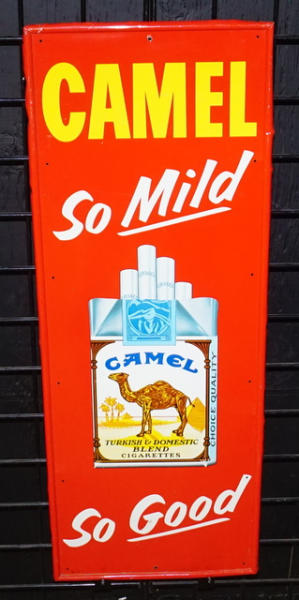 CAMEL
So Mild
CAMEL
CHOICE QUALITY
TURKISH & DOMESTIC
BLEND
CIGARETTES
So Good